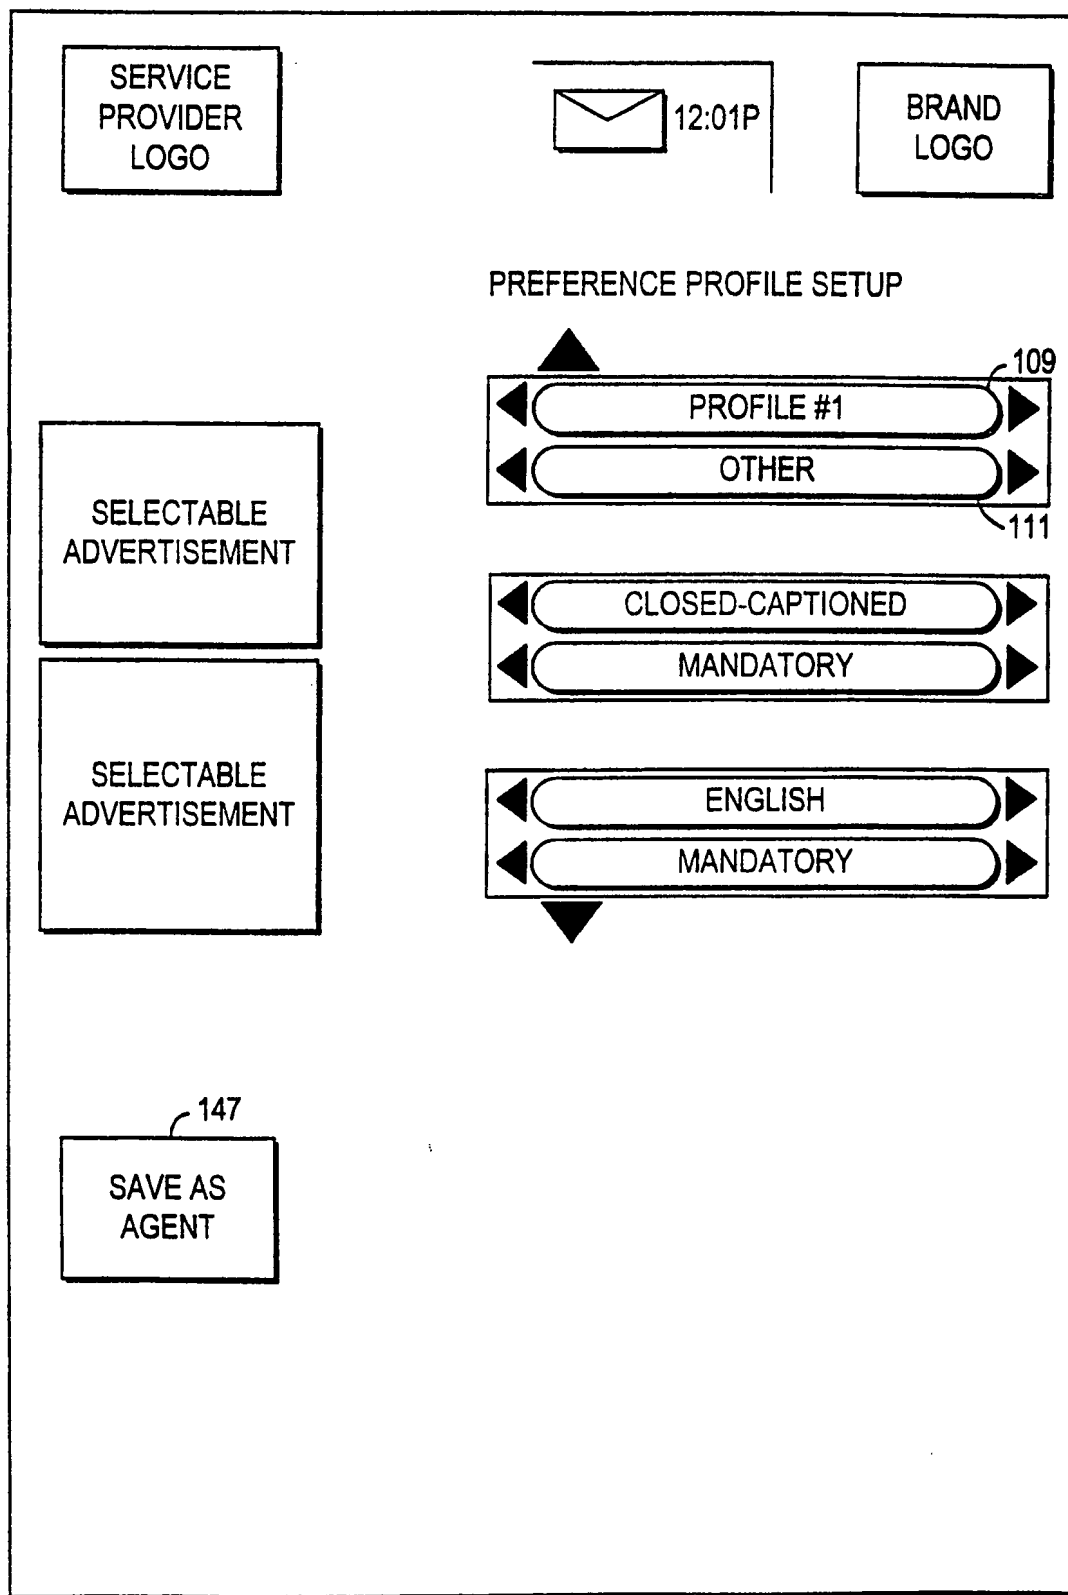 SERVICE
PROVIDER
LOGO
12:01P
BRAND
LOGO
PREFERENCE PROFILE SETUP
109
PROFILE #1
OTHER
111
SELECTABLE
ADVERTISEMENT
CLOSED-CAPTIONED
MANDATORY
SELECTABLE
ADVERTISEMENT
ENGLISH
MANDATORY
147
SAVE AS
AGENT